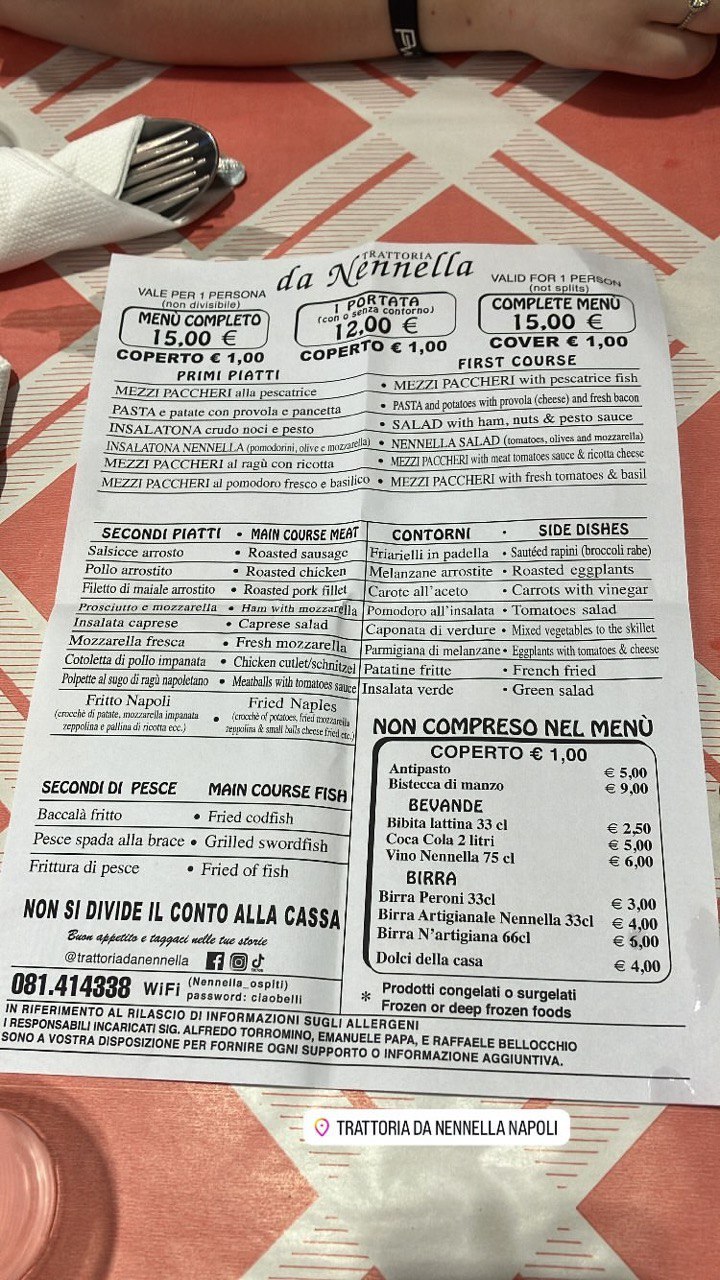 TRATTORIA
da Nennella
VALE PER 1 PERSONA
(non divisibile)
MENÙ COMPLETO
15.00 €
COPERTO € 1,00
1 PORTATA
(con o senza contorno)
12.00 €
COPERTO € 1,00
VALID FOR 1 PERSON
(not splits)
COMPLETE MENÙ
15.00 €
COVER € 1,00
PRIMI PIATTI
FIRST COURSE
MEZZI PACCHERI alla pescatrice • MEZZI PACCHERI with pescatrice fish
PASTA e patate con provola e pancetta • PASTA and potatoes with provola (cheese) and fresh bacon
INSALATONA crudo noci e pesto • SALAD with ham, nuts & pesto sauce
INSALATONA NENNELLA (pomodorini, olive e mozzarella) • NENNELLA SALAD (tomatoes, olives and mozzarella)
MEZZI PACCHERI al ragù con ricotta • MEZZI PACCHERI with meat tomatoes sauce & ricotta cheese
MEZZI PACCHERI al pomodoro fresco e basilico • MEZZI PACCHERI with fresh tomatoes & basil
SECONDI PIATTI • MAIN COURSE MEAT
Salsicce arrosto • Roasted sausage
Pollo arrostito • Roasted chicken
Filetto di maiale arrostito • Roasted pork fillet
Prosciutto e mozzarella • Ham with mozzarella
Insalata caprese • Caprese salad
Mozzarella fresca • Fresh mozzarella
Cotoletta di pollo impanata • Chicken cutlet/schnitzel
Polpette al sugo di ragù napoletano • Meatballs with tomatoes sauce
Fritto Napoli • Fried Naples
(crocchè di patate, mozzarella impanata (crocchè of potatoes, fried mozzarella
zeppolina e pallina di ricotta ecc.) zeppolina & small balls cheese fried etc.)
CONTORNI • SIDE DISHES
Friarielli in padella • Sautéed rapini (broccoli rabe)
Melanzane arrostite • Roasted eggplants
Carote all'aceto • Carrots with vinegar
Pomodoro all'insalata • Tomatoes salad
Caponata di verdure • Mixed vegetables to the skillet
Parmigiana di melanzane • Eggplants with tomatoes & cheese
Patatine fritte • French fried
Insalata verde • Green salad
SECONDI DI PESCE MAIN COURSE FISH
Baccalà fritto • Fried codfish
Pesce spada alla brace • Grilled swordfish
Frittura di pesce • Fried of fish
NON COMPRESO NEL MENÙ
COPERTO € 1,00
Antipasto € 5,00
Bistecca di manzo € 9,00
BEVANDE
Bibita lattina 33 cl € 2,50
Coca Cola 2 litri € 5,00
Vino Nennella 75 cl € 6,00
BIRRA
Birra Peroni 33cl € 3,00
Birra Artigianale Nennella 33cl € 4,00
Birra N'artigiana 66cl € 5,00
Dolci della casa € 4,00
* Prodotti congelati o surgelati
Frozen or deep frozen foods
NON SI DIVIDE IL CONTO ALLA CASSA
Buon appetito e taggaci nelle tue storie
@trattoriadanennella
081.414338 WiFi (Nennella_ospiti)
password: ciaobelli
IN RIFERIMENTO AL RILASCIO DI INFORMAZIONI SUGLI ALLERGENI
I RESPONSABILI INCARICATI SIG. ALFREDO TORROMINO, EMANUELE PAPA, E RAFFAELE BELLOCCHIO
SONO A VOSTRA DISPOSIZIONE PER FORNIRE OGNI SUPPORTO O INFORMAZIONE AGGIUNTIVA.
TRATTORIA DA NENNELLA NAPOLI